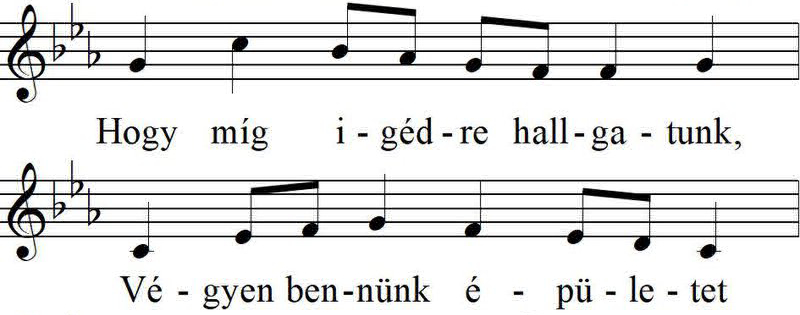 Hogy míg i - géd - re hall - ga - tunk,
Vé - gyen ben - nünk é - pü - le - tet